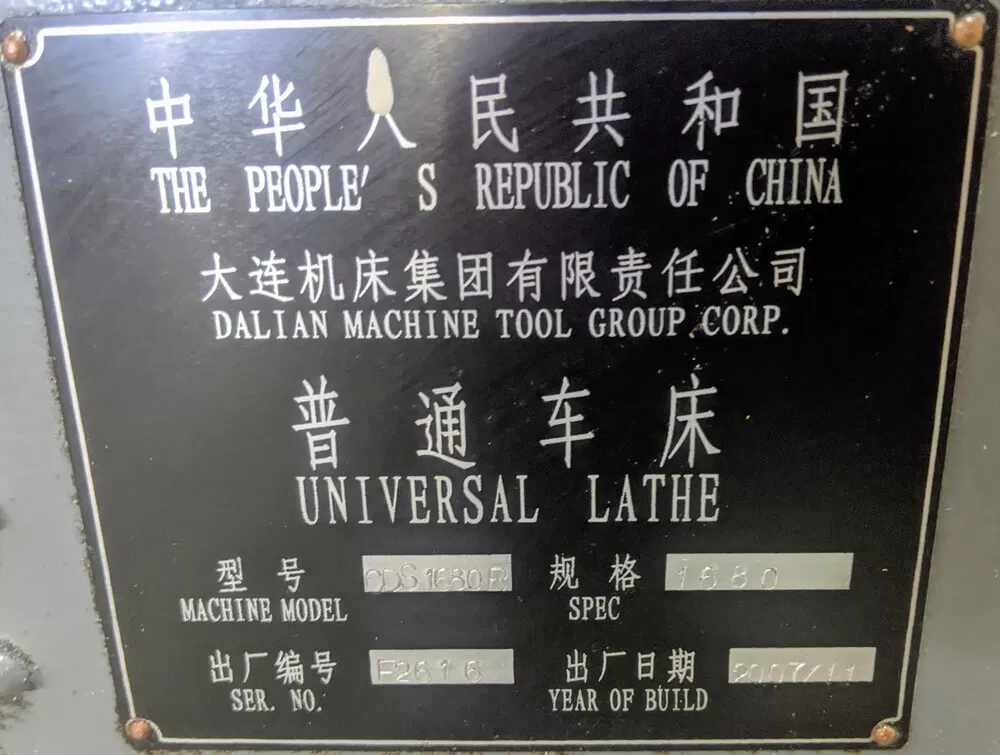 中华人民共和国
THE PEOPLE' S REPUBLIC OF CHINA
大连机床集团有限责任公司
DALIAN MACHINE TOOL GROUP CORP.
普通车床
UNIVERSAL LATHE
型号 CDS1680B 规格 1680
MACHINE MODEL SPEC
出厂编号 F2616 出厂日期 2007/11
SER. NO. YEAR OF BUILD